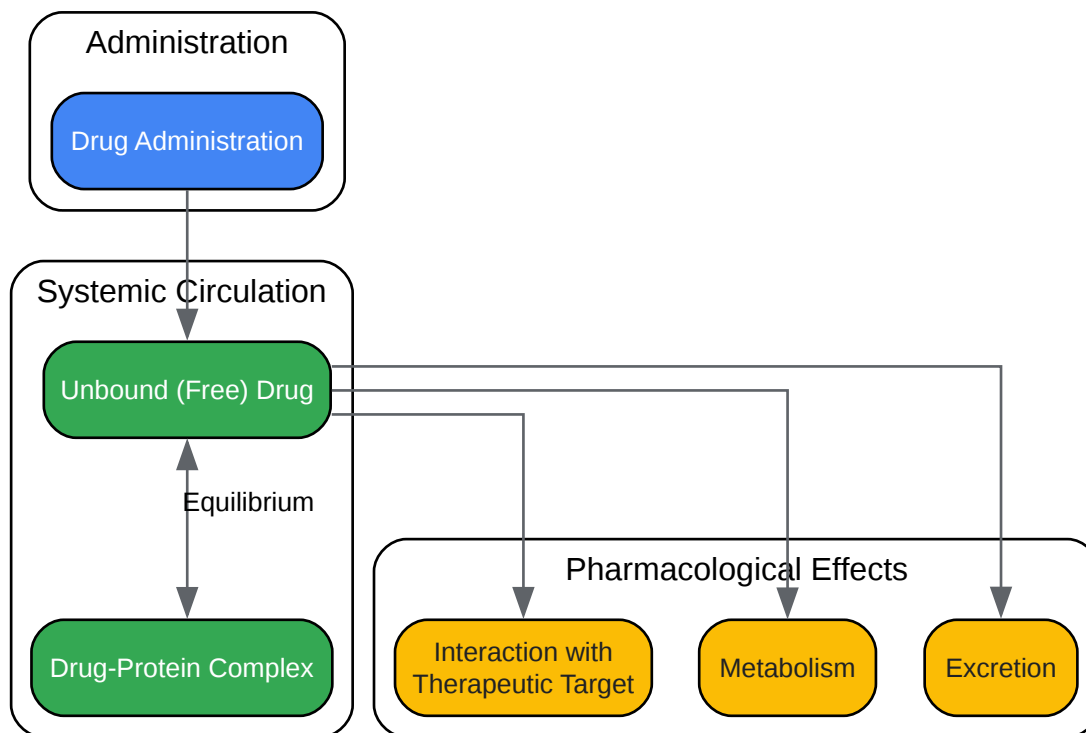 Administration
Drug Administration
Systemic Circulation
Unbound (Free) Drug
Equilibrium
Drug-Protein Complex
Pharmacological Effects
Interaction with
Therapeutic Target
Metabolism
Excretion